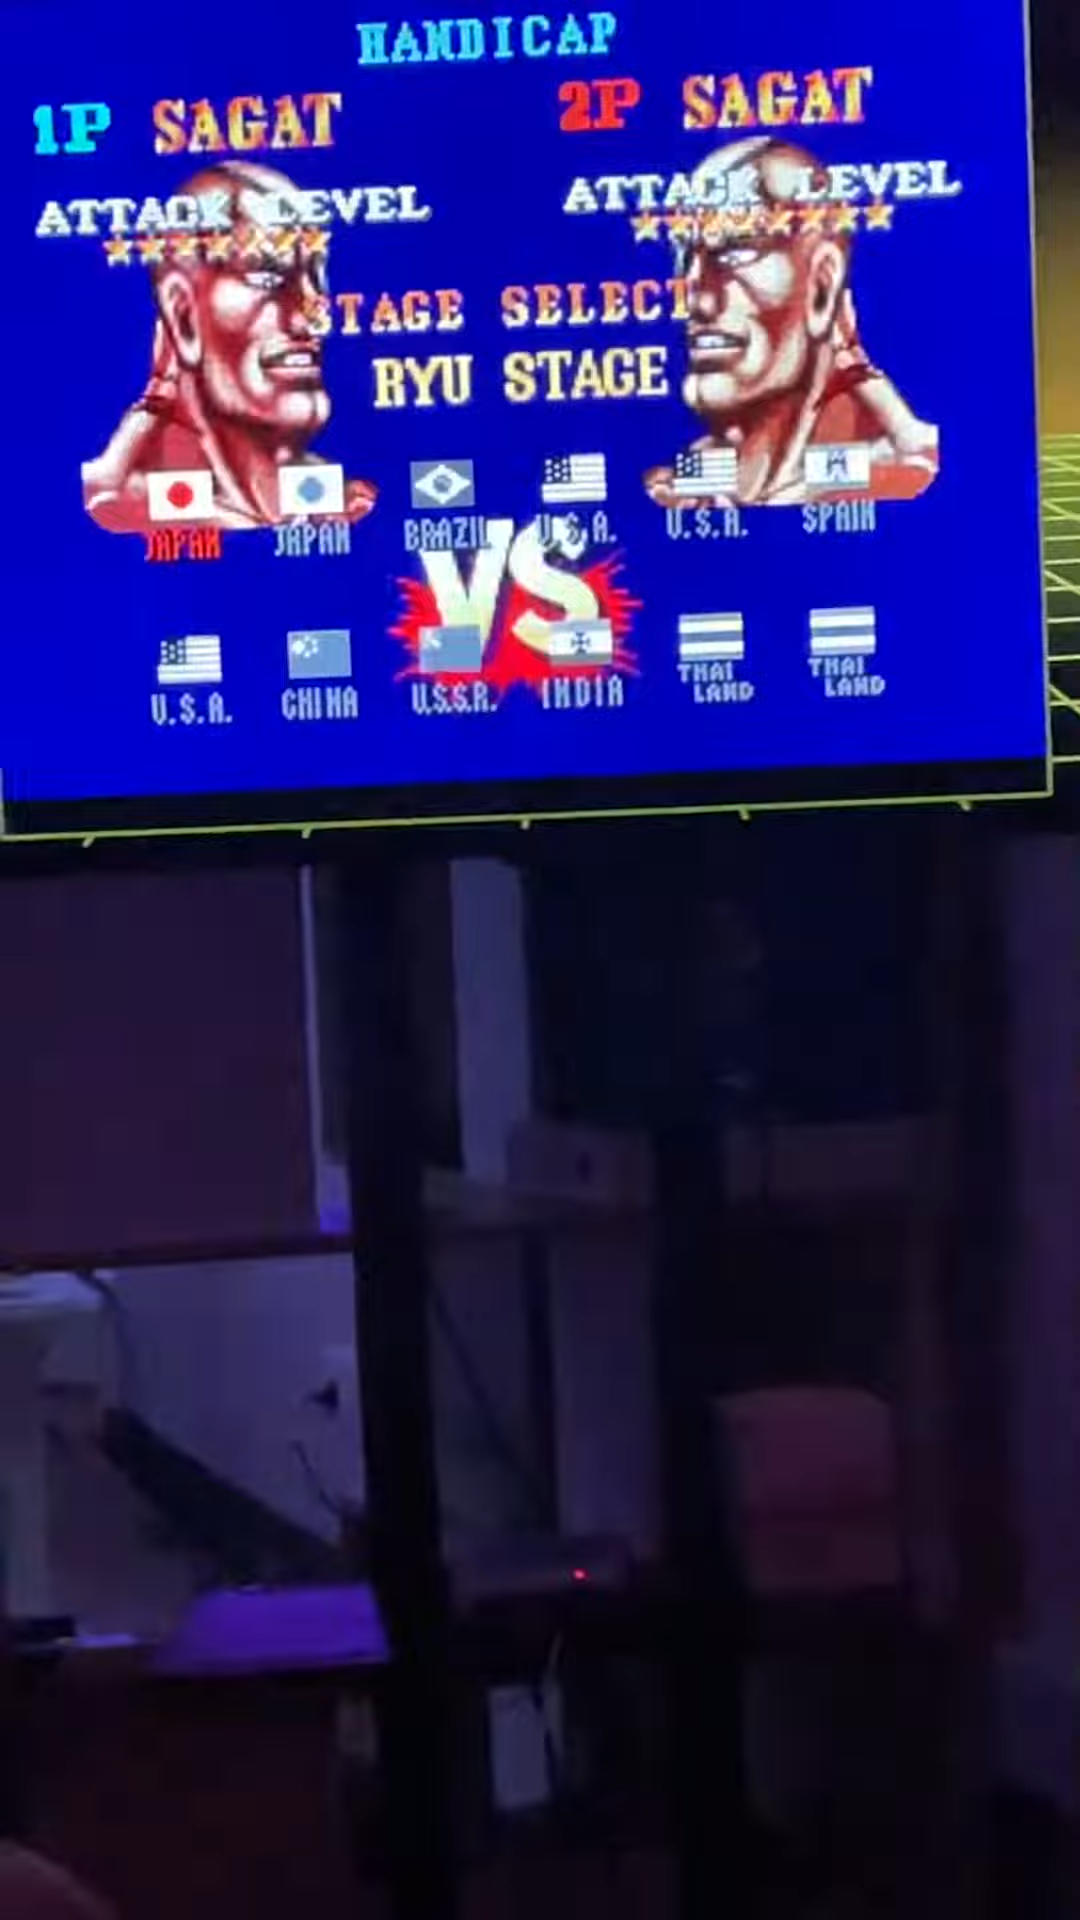 HANDICAP
1P SAGAT
2P SAGAT
ATTACK LEVEL
ATTACK LEVEL
STAGE SELECT
RYU STAGE
JAPAN
JAPAN
BRAZIL
U.S.A.
U.S.A.
SPAIN
VS
U.S.A.
CHINA
U.S.S.R.
INDIA
THAI
LAND
THAI
LAND